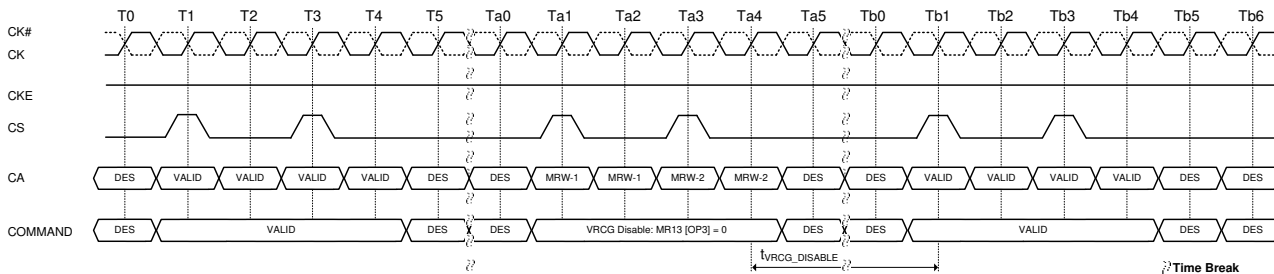 T0 T1 T2 T3 T4 T5 Ta0 Ta1 Ta2 Ta3 Ta4 Ta5 Tb0 Tb1 Tb2 Tb3 Tb4 Tb5 Tb6
CK#
CK
CKE
CS
CA DES VALID VALID VALID VALID DES DES MRW-1 MRW-1 MRW-2 MRW-2 DES DES VALID VALID VALID VALID DES DES
COMMAND DES VALID DES DES VRCG Disable: MR13 [OP3] = 0 DES DES VALID DES DES
tVRCG_DISABLE
Time Break